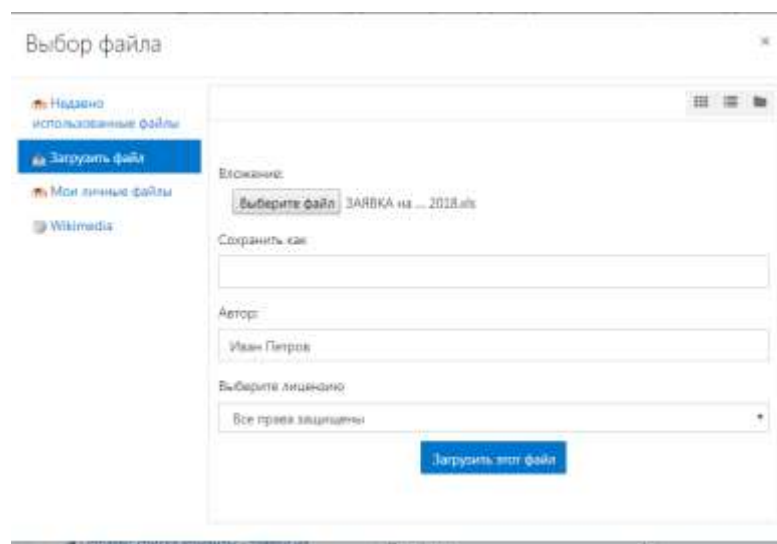 Выбор файла
Недавно
использованные файлы
Загрузить файл
Мои личные файлы
Wikimedia
Вложение:
Выберите файл ЗАЯВКА на ... 2018.xls
Сохранить как
Автор:
Иван Петров
Выберите лицензию
Все права защищены
Загрузить этот файл